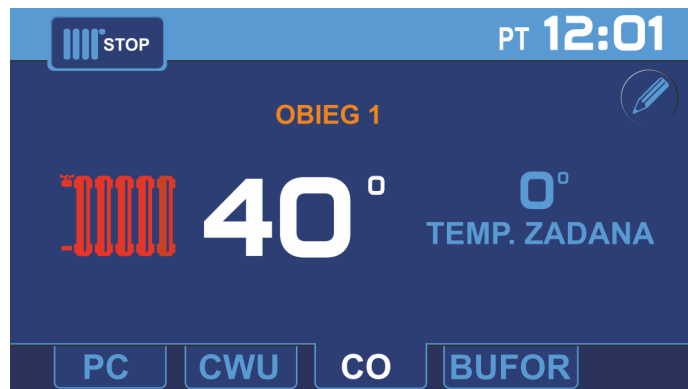 STOP
PT 12:01
OBIEG 1
40°
0°
TEMP. ZADANA
PC CWU CO BUFOR